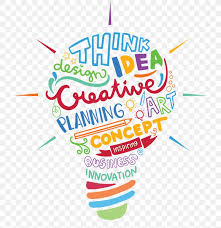 THINK
design IDEA
Creative
PLANNING ART
CONCEPT
inspiring
BUSINESS
INNOVATION